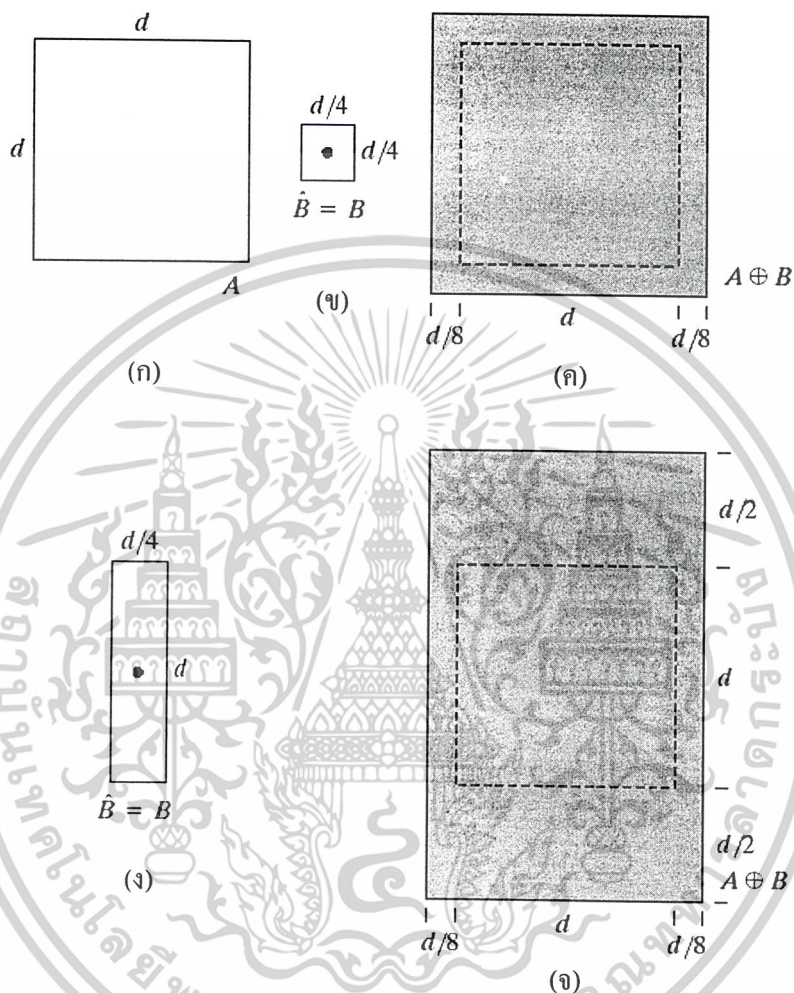 d
d
A
(ก)
d/4
d/4
B̂ = B
(ข)
A ⊕ B
d/8
d
d/8
(ค)
d/4
d
B̂ = B
(ง)
d/2
d
d/2
A ⊕ B
d/8
d
d/8
(จ)